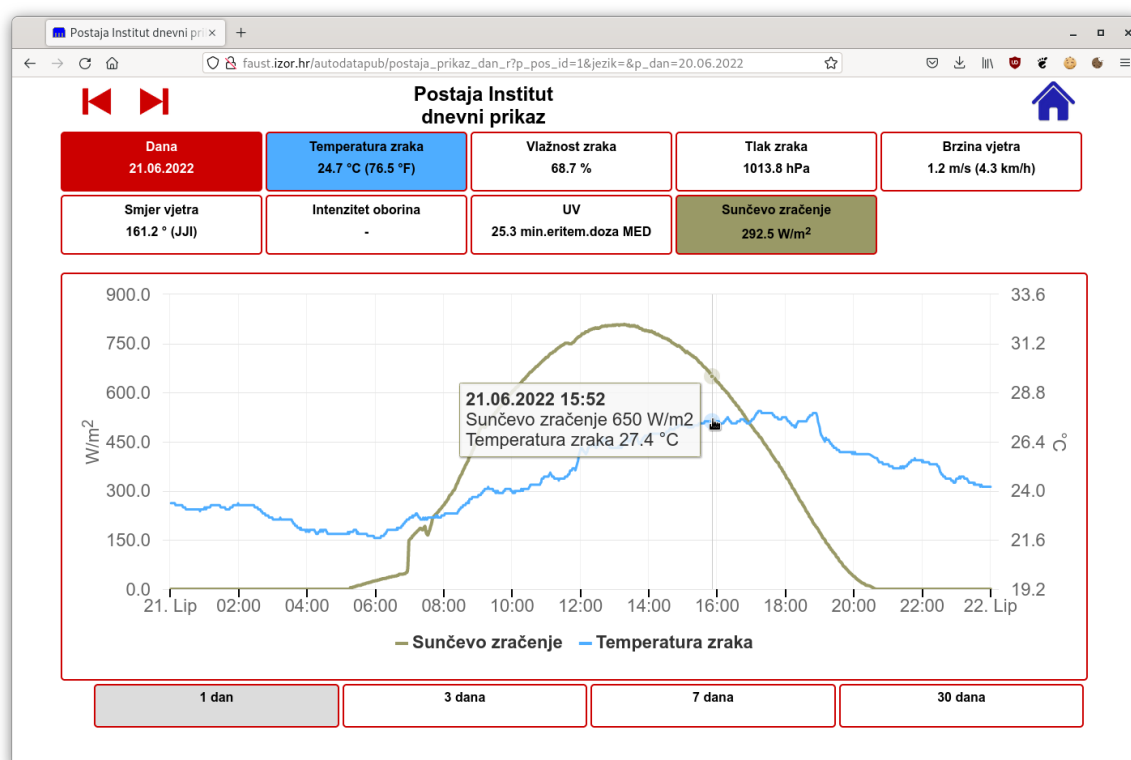 Postaja Institut dnevni pri
faust.izor.hr/autodatapub/postaja_prikaz_dan_r?p_pos_id=1&jezik=&p_dan=20.06.2022
Postaja Institut
dnevni prikaz
Dana
21.06.2022
Temperatura zraka
24.7 °C (76.5 °F)
Vlažnost zraka
68.7 %
Tlak zraka
1013.8 hPa
Brzina vjetra
1.2 m/s (4.3 km/h)
Smjer vjetra
161.2 ° (JJI)
Intenzitet oborina
-
UV
25.3 min.eritem.doza MED
Sunčevo zračenje
292.5 W/m²
900.0 33.6
750.0 31.2
600.0 28.8
450.0 26.4
300.0 24.0
150.0 21.6
0.0 19.2
W/m²
°C
21.06.2022 15:52
Sunčevo zračenje 650 W/m2
Temperatura zraka 27.4 °C
21. Lip 02:00 04:00 06:00 08:00 10:00 12:00 14:00 16:00 18:00 20:00 22:00 22. Lip
Sunčevo zračenje Temperatura zraka
1 dan 3 dana 7 dana 30 dana